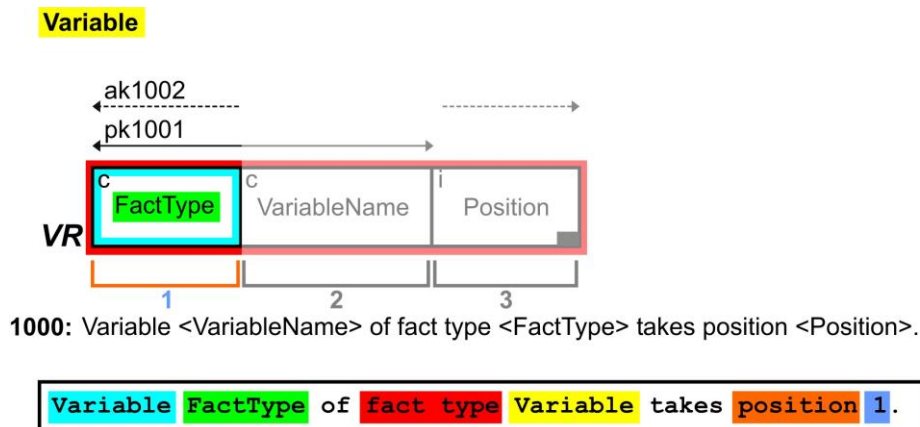 Variable
ak1002
pk1001
c c i
FactType VariableName Position
VR
1 2 3
1000: Variable <VariableName> of fact type <FactType> takes position <Position>.
Variable FactType of fact type Variable takes position 1.